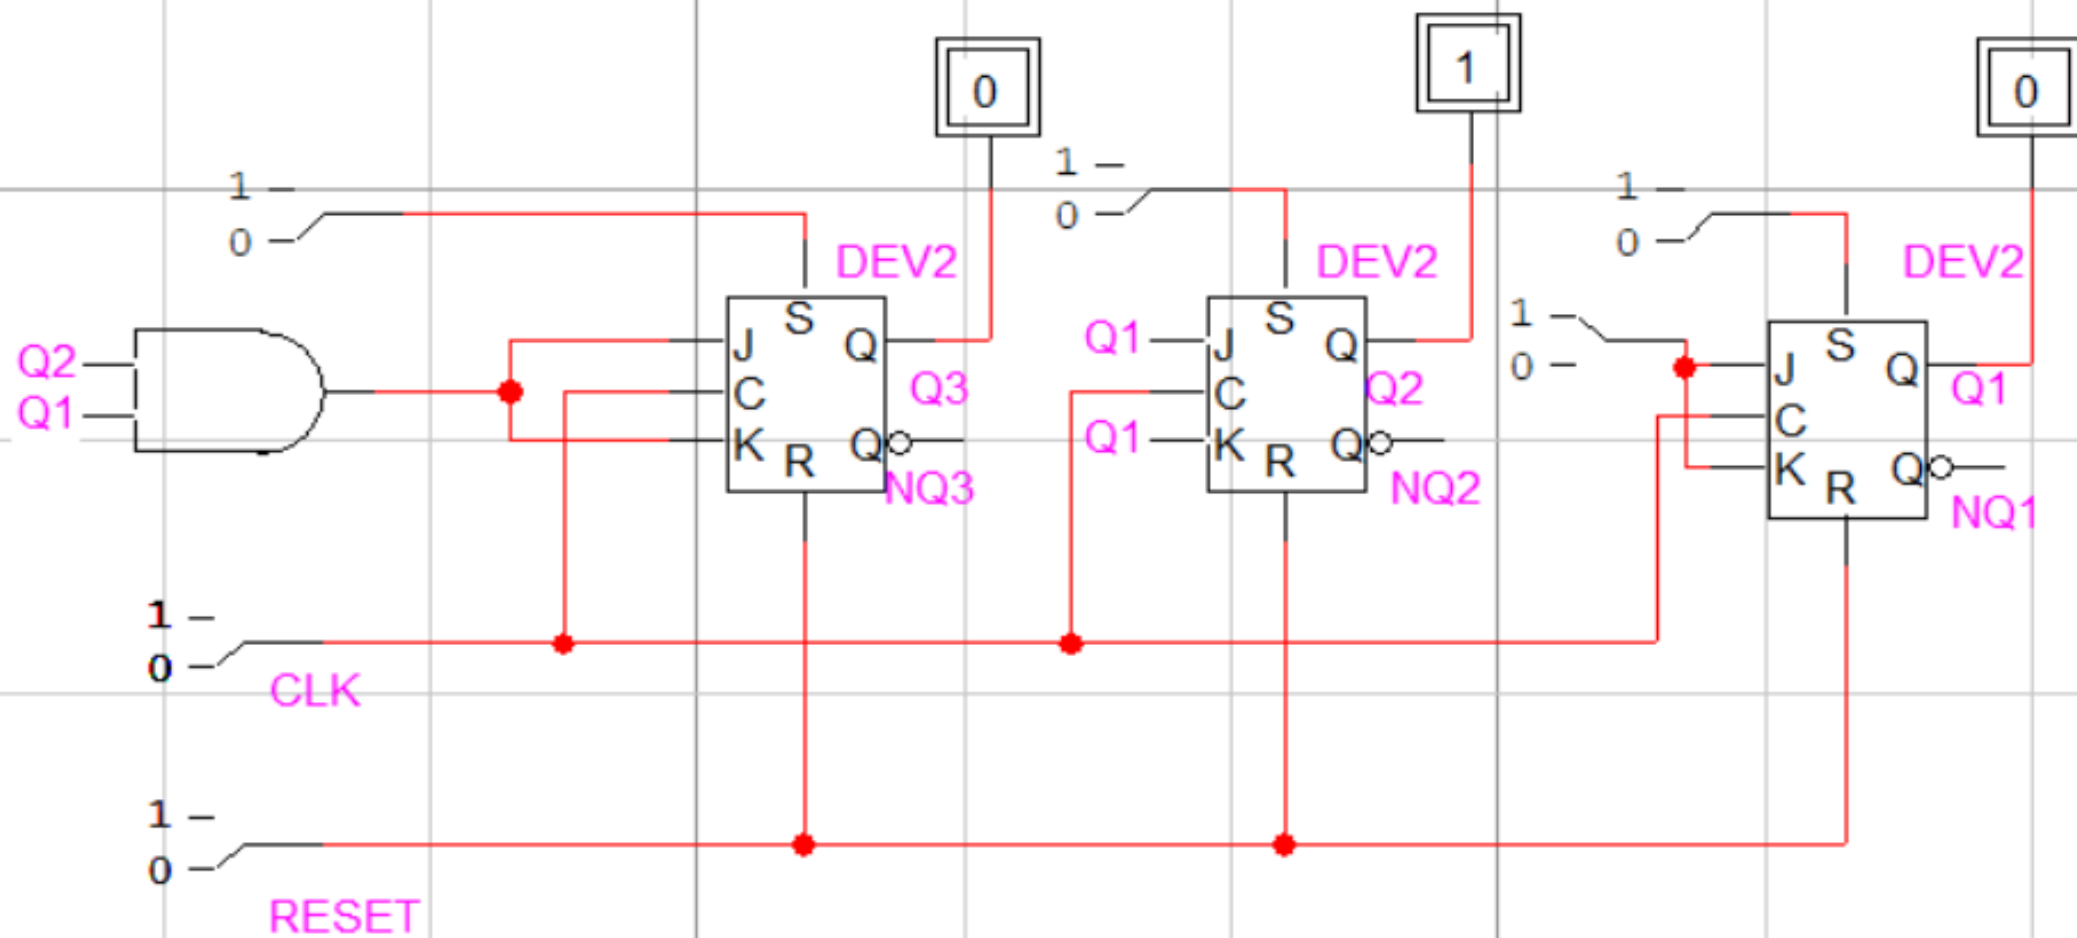 0 1 0
1 1 1
0 0 0
DEV2 DEV2 DEV2
S S 1 S
Q2 J Q Q1 J Q 0 J Q
Q1 C Q3 C Q2 C Q1
K R Q Q1 K R Q K R Q
NQ3 NQ2 NQ1
1
0
CLK
1
0
RESET